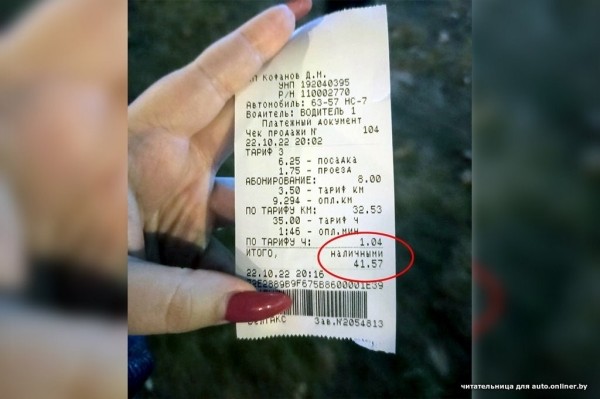 ИП Кофанов Д.М.
УНП 192040395
Р/Н 110002770
Автомобиль: 63-57 НС-7
Водитель: ВОДИТЕЛЬ 1
Платежный документ
Чек продажи N 104
22.10.22 20:02
ТАРИФ 3
6.25 - посадка
1.75 - проезд
АБОНИРОВАНИЕ: 8.00
3.50 - тариф км
9.294 - опл.км
ПО ТАРИФУ КМ: 32.53
35.00 - тариф ч
1:46 - опл.мин
ПО ТАРИФУ Ч: 1.04
ИТОГО, наличными
41.57
22.10.22 20:16
Зав.N2054813
читательница для auto.onliner.by